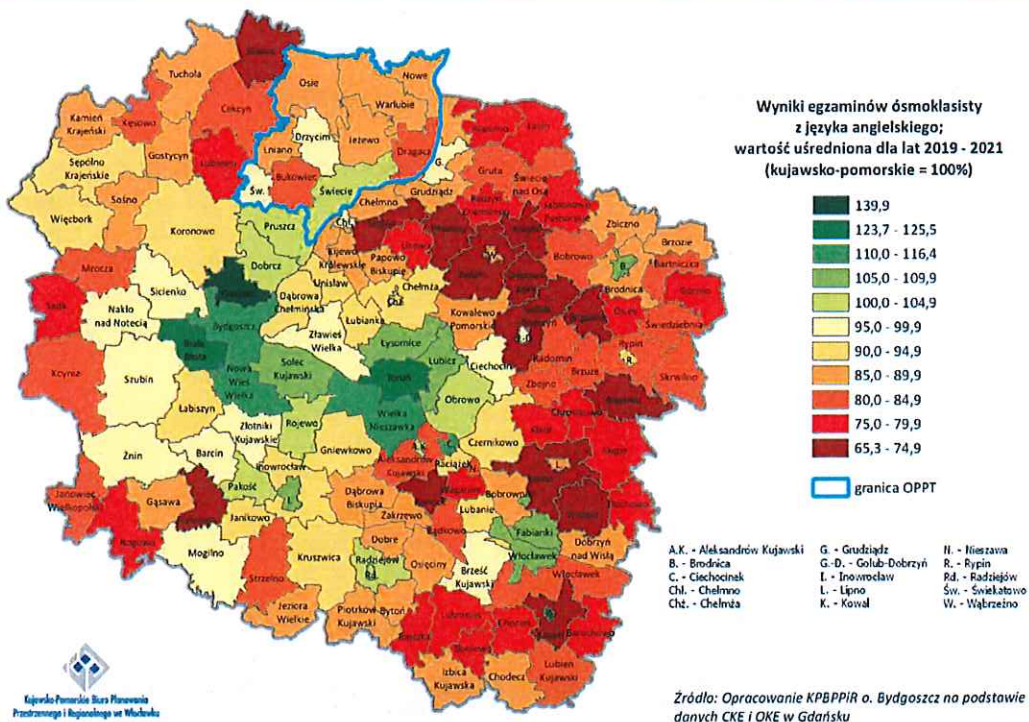 Wyniki egzaminów ósmoklasisty
z języka angielskiego;
wartość uśredniona dla lat 2019 - 2021
(kujawsko-pomorskie = 100%)
139,9
123,7 - 125,5
110,0 - 116,4
105,0 - 109,9
100,0 - 104,9
95,0 - 99,9
90,0 - 94,9
85,0 - 89,9
80,0 - 84,9
75,0 - 79,9
65,3 - 74,9
granica OPPT
A.K. - Aleksandrów Kujawski
B. - Brodnica
C. - Ciechocinek
Chł. - Chełmno
Chż. - Chełmża
G. - Grudziądz
G.-D. - Golub-Dobrzyń
I. - Inowrocław
L. - Lipno
K. - Kowal
N. - Nieszawa
R. - Rypin
Rd. - Radziejów
Św. - Świekatowo
W. - Wąbrzeźno
Tuchola
Osie
Nowe
Warlubie
Cekcyn
Kamień
Krajeński
Kęsowo
Drzycim
Jeżewo
Gostycyn
Lniano
Dragacz
Sępólno
Krajeńskie
Św.
Bukowiec
G.
Gruta
Świecie
Sośno
Chełmno
Grudziądz
Więcbork
Koronowo
Pruszcz
Zbiczno
Brzozie
Dobrcz
Kijewo
Królewskie
Papowo
Biskupie
Bobrowo
B.
Bartniczka
Mrocza
Unisław
Chełmża
Brodnica
Sicienko
Dąbrowa
Chełmińska
Nakło
nad Notecią
Łubianka
Kowalewo
Pomorskie
Świedziebnia
Bydgoszcz
Zławieś
Wielka
Łysomice
Rypin
R.
Białe
Błota
Solec
Kujawski
Lubicz
Ciechocin
Radomin
Kcynia
Nowa
Wieś
Wielka
Toruń
Zbójno
Brzuze
Skrwilno
Szubin
Obrowo
Łabiszyn
Wielka
Nieszawka
Rojewo
Złotniki
Kujawskie
Gniewkowo
A.K.
Czernikowo
Żnin
Barcin
Aleksandrów
Kujawski
Raciążek
Inowrocław
Pakość
I.
Dąbrowa
Biskupia
Bobrowniki
Janowiec
Wielkopolski
Gąsawa
Janikowo
Zakrzewo
Lubanie
Fabianki
Rogowo
Mogilno
Kruszwica
Dobre
Bądkowo
Dobrzyń
nad Wisłą
Radziejów
Rd.
Osięciny
Włocławek
Strzelno
Brześć
Kujawski
Włocławek
Jeziora
Wielkie
Piotrków
Kujawski
Bytoń
Izbica
Kujawska
Chodecz
Lubień
Kujawski
Kujawsko-Pomorskie Biuro Planowania
Przestrzennego i Regionalnego we Włocławku
Źródło: Opracowanie KPBPPiR o. Bydgoszcz na podstawie
danych CKE i OKE w Gdańsku